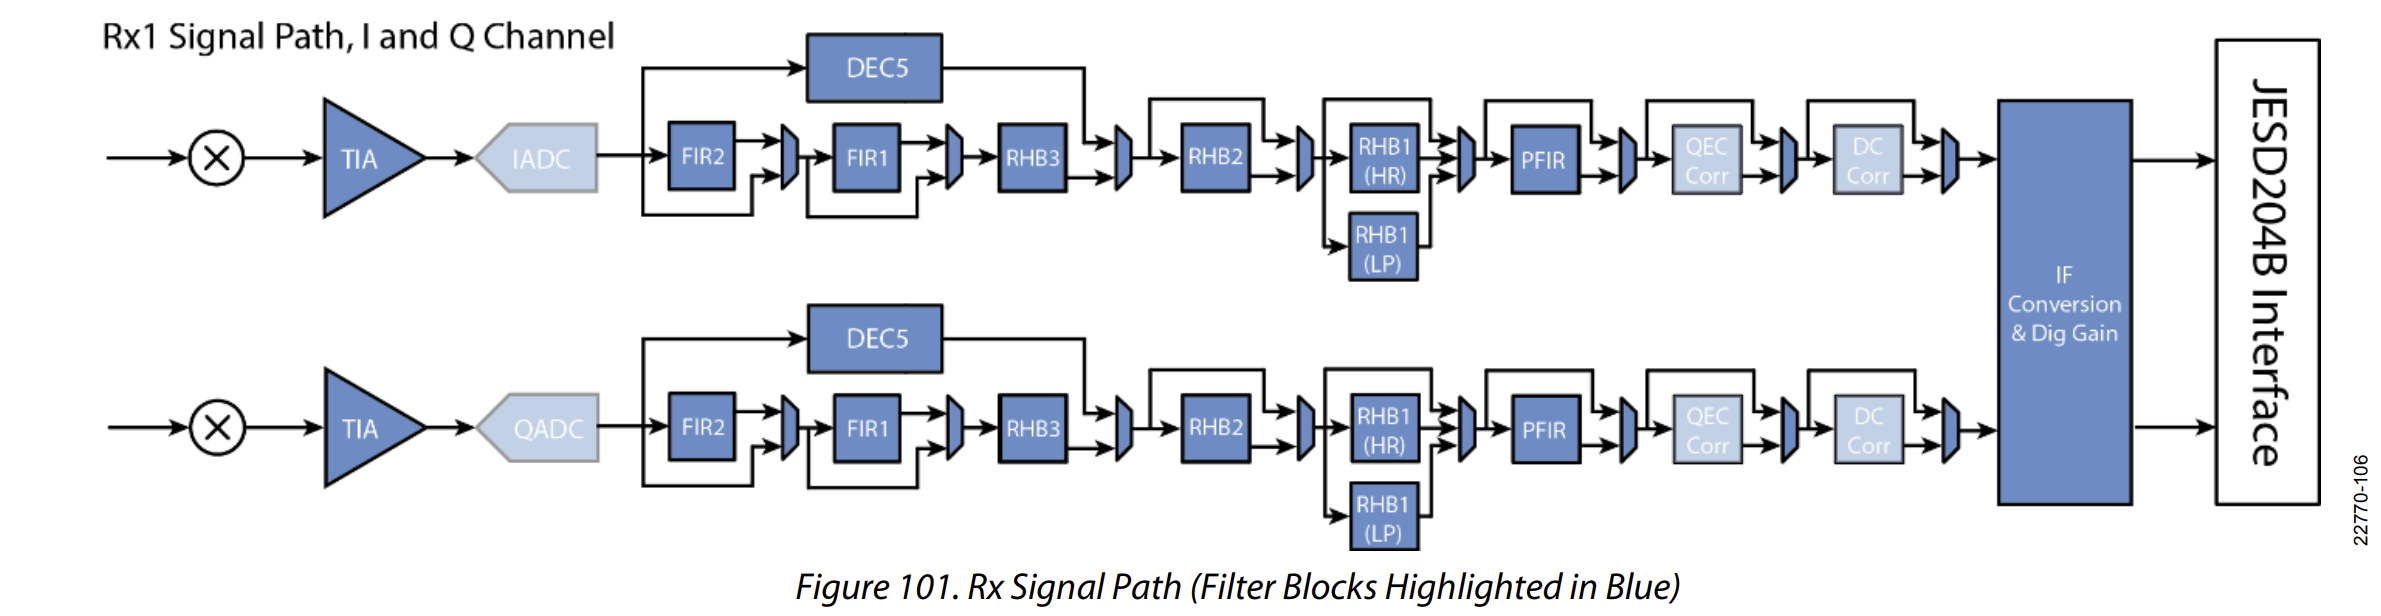 Rx1 Signal Path, I and Q Channel
DEC5
TIA
IADC
FIR2
FIR1
RHB3
RHB2
RHB1
(HR)
RHB1
(LP)
PFIR
QEC
Corr
DC
Corr
DEC5
TIA
QADC
FIR2
FIR1
RHB3
RHB2
RHB1
(HR)
RHB1
(LP)
PFIR
QEC
Corr
DC
Corr
IF
Conversion
& Dig Gain
JESD204B Interface
22770-106
Figure 101. Rx Signal Path (Filter Blocks Highlighted in Blue)